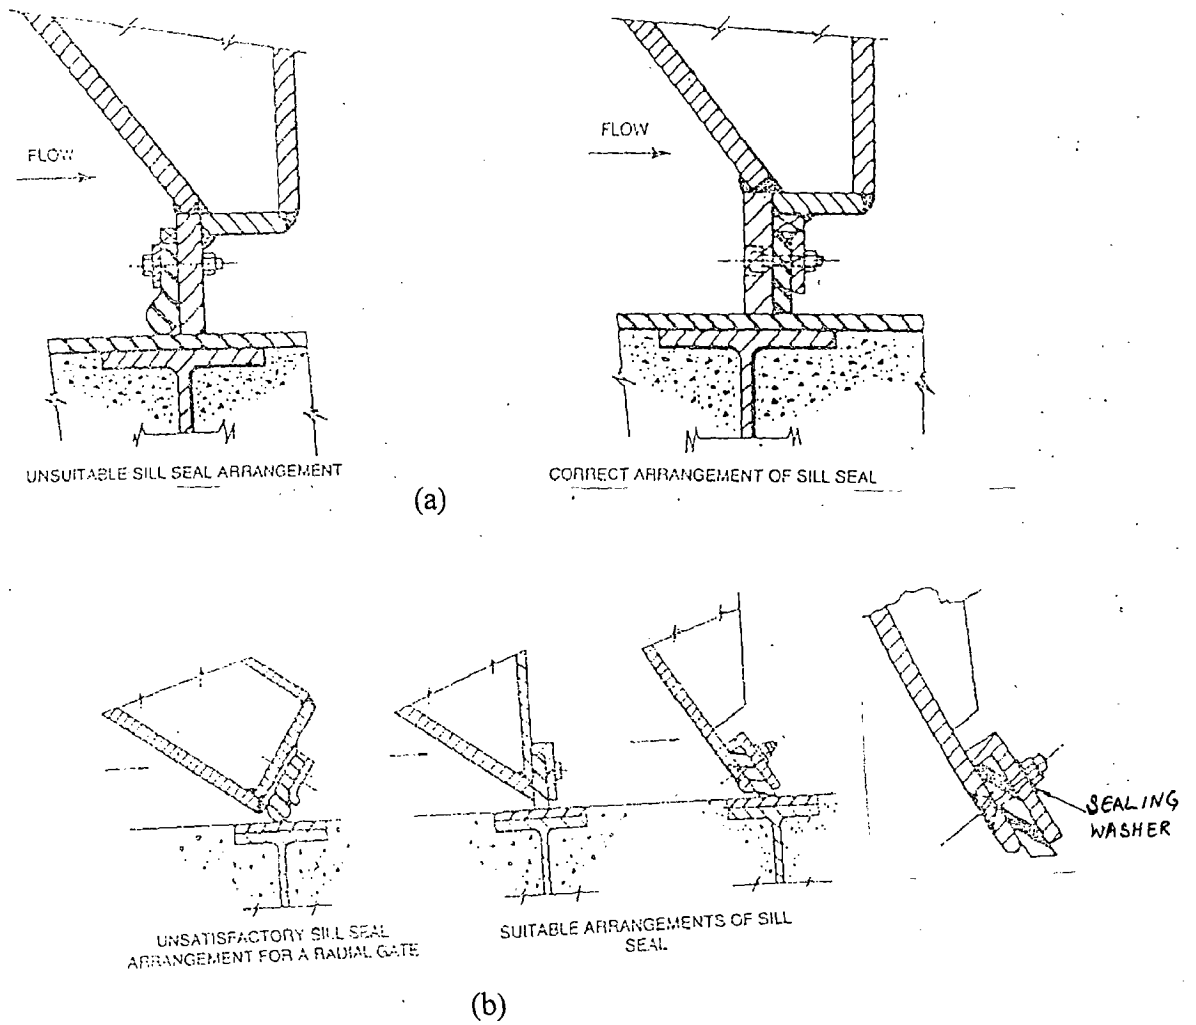 FLOW
FLOW
UNSUITABLE SILL SEAL ARRANGEMENT
CORRECT ARRANGEMENT OF SILL SEAL
(a)
SEALING
WASHER
UNSATISFACTORY SILL SEAL
ARRANGEMENT FOR A RADIAL GATE
SUITABLE ARRANGEMENTS OF SILL
SEAL
(b)